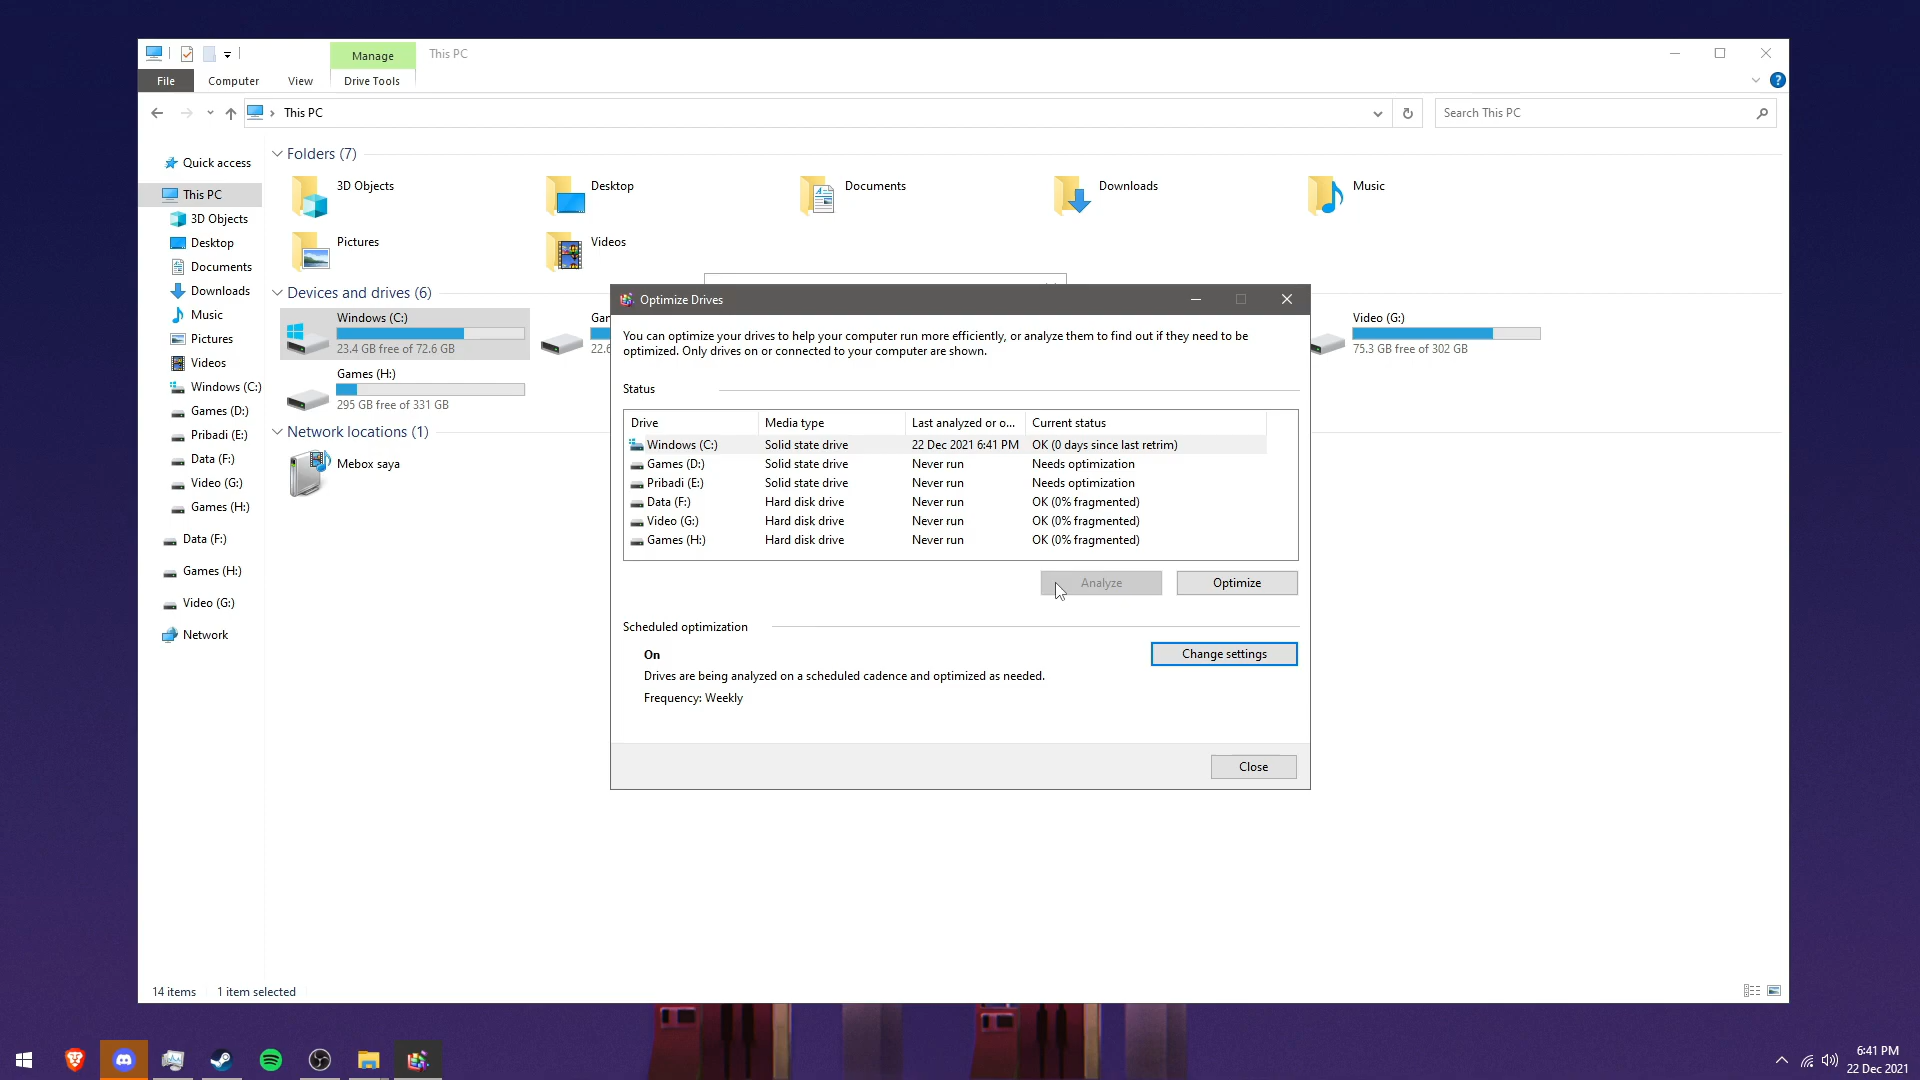 Manage
This PC
File
Computer
View
Drive Tools
This PC
Search This PC
Quick access
This PC
3D Objects
Desktop
Documents
Downloads
Music
Pictures
Videos
Windows (C:)
Games (D:)
Pribadi (E:)
Data (F:)
Video (G:)
Games (H:)
Data (F:)
Games (H:)
Video (G:)
Network
Folders (7)
3D Objects
Desktop
Documents
Downloads
Music
Pictures
Videos
Devices and drives (6)
Windows (C:)
23.4 GB free of 72.6 GB
Video (G:)
75.3 GB free of 302 GB
Games (H:)
295 GB free of 331 GB
Network locations (1)
Mebox saya
Optimize Drives
You can optimize your drives to help your computer run more efficiently, or analyze them to find out if they need to be
optimized. Only drives on or connected to your computer are shown.
Status
Drive Media type Last analyzed or o... Current status
Windows (C:) Solid state drive 22 Dec 2021 6:41 PM OK (0 days since last retrim)
Games (D:) Solid state drive Never run Needs optimization
Pribadi (E:) Solid state drive Never run Needs optimization
Data (F:) Hard disk drive Never run OK (0% fragmented)
Video (G:) Hard disk drive Never run OK (0% fragmented)
Games (H:) Hard disk drive Never run OK (0% fragmented)
Analyze
Optimize
Scheduled optimization
On
Change settings
Drives are being analyzed on a scheduled cadence and optimized as needed.
Frequency: Weekly
Close
14 items
1 item selected
6:41 PM
22 Dec 2021